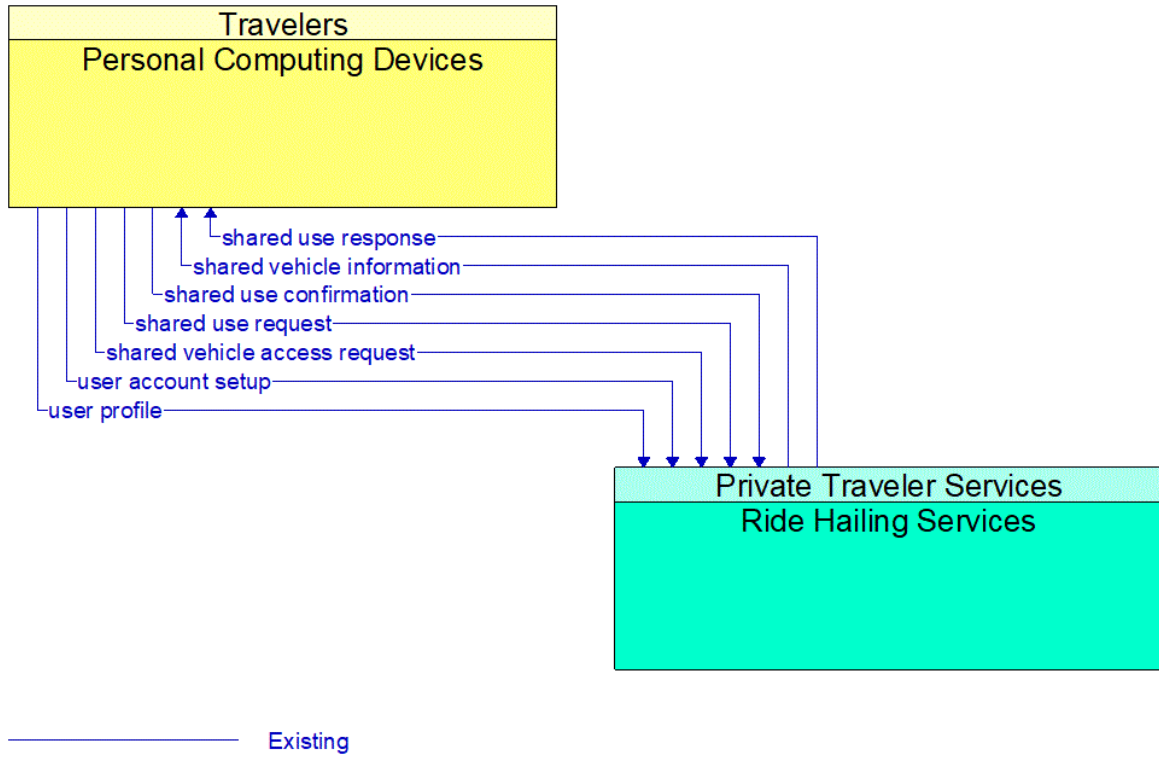 Travelers
Personal Computing Devices
shared use response
shared vehicle information
shared use confirmation
shared use request
shared vehicle access request
user account setup
user profile
Private Traveler Services
Ride Hailing Services
Existing